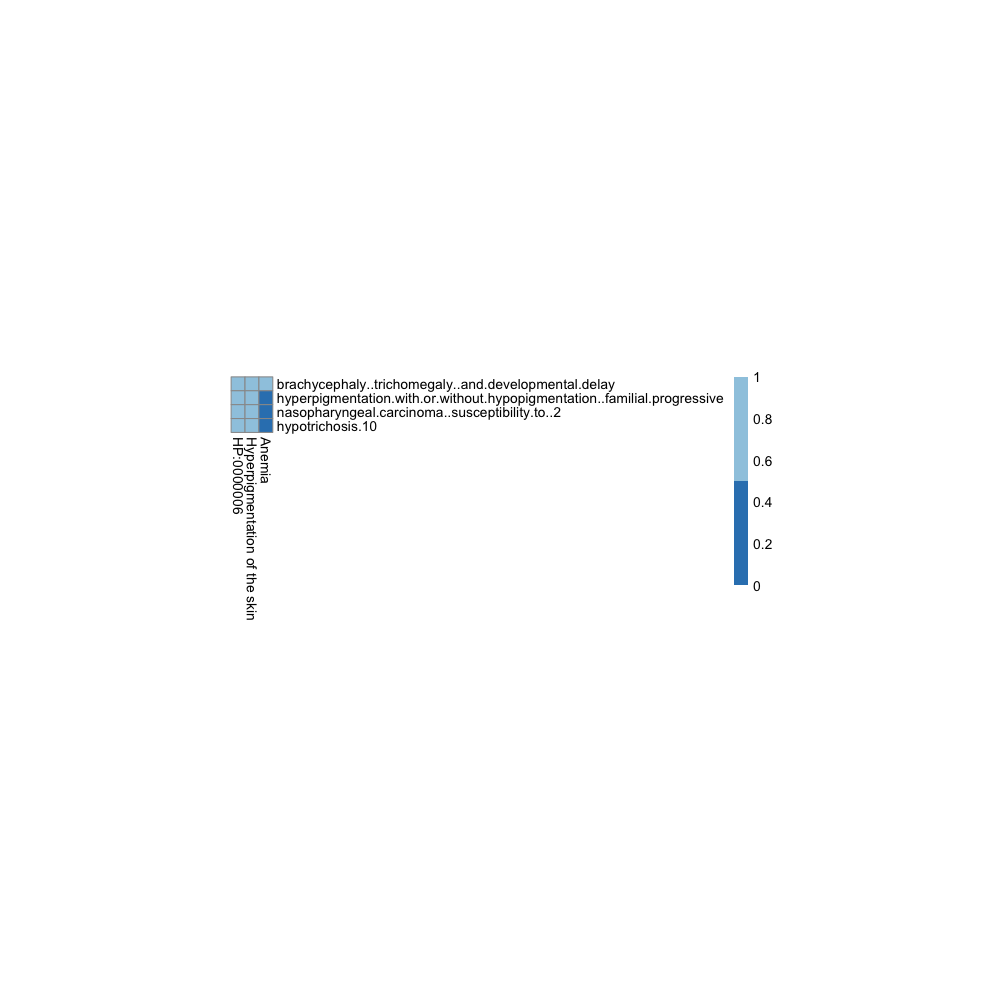 brachycephaly..trichomegaly..and.developmental.delay
hyperpigmentation.with.or.without.hypopigmentation..familial.progressive
nasopharyngeal.carcinoma..susceptibility.to..2
hypotrichosis.10
HP:0000006
Hyperpigmentation of the skin
Anemia
1
0.8
0.6
0.4
0.2
0